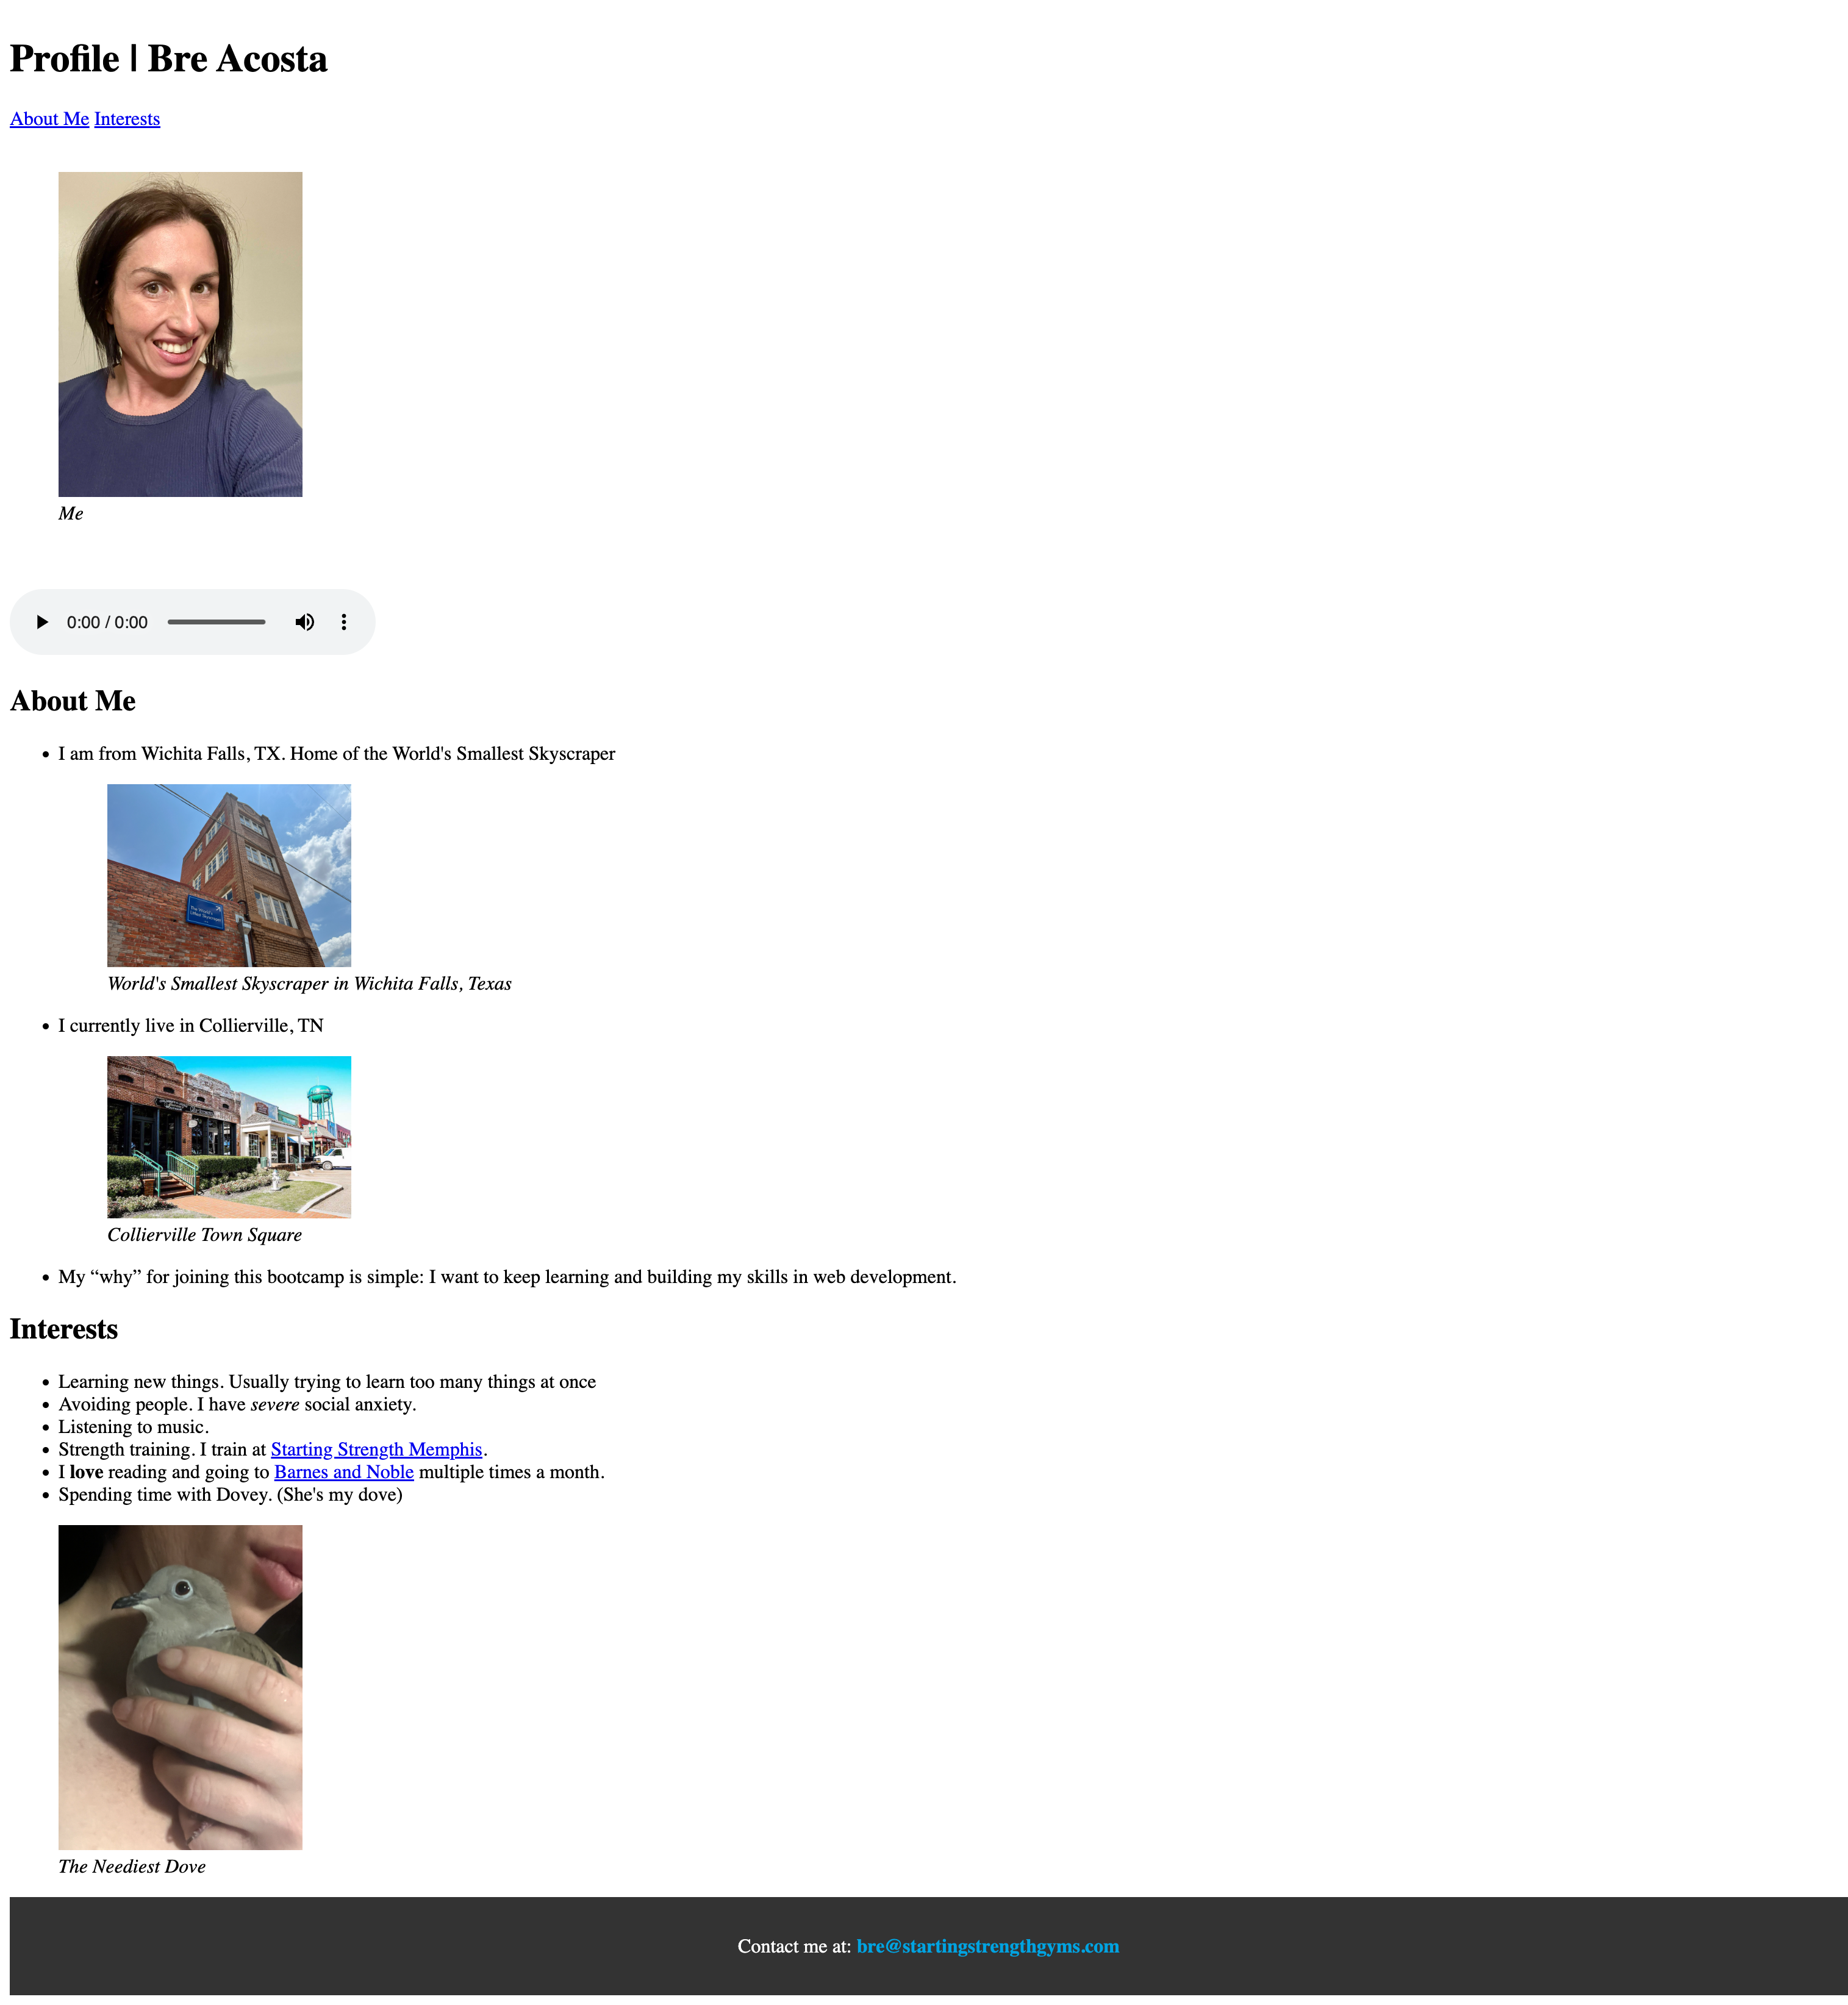 Profile | Bre Acosta
About Me Interests
Me
0:00 / 0:00
About Me
I am from Wichita Falls, TX. Home of the World's Smallest Skyscraper
The World's
Littlest Skyscraper
World's Smallest Skyscraper in Wichita Falls, Texas
I currently live in Collierville, TN
Collierville Town Square
My “why” for joining this bootcamp is simple: I want to keep learning and building my skills in web development.
Interests
Learning new things. Usually trying to learn too many things at once
Avoiding people. I have severe social anxiety.
Listening to music.
Strength training. I train at Starting Strength Memphis.
I love reading and going to Barnes and Noble multiple times a month.
Spending time with Dovey. (She's my dove)
The Neediest Dove
Contact me at: bre@startingstrengthgyms.com